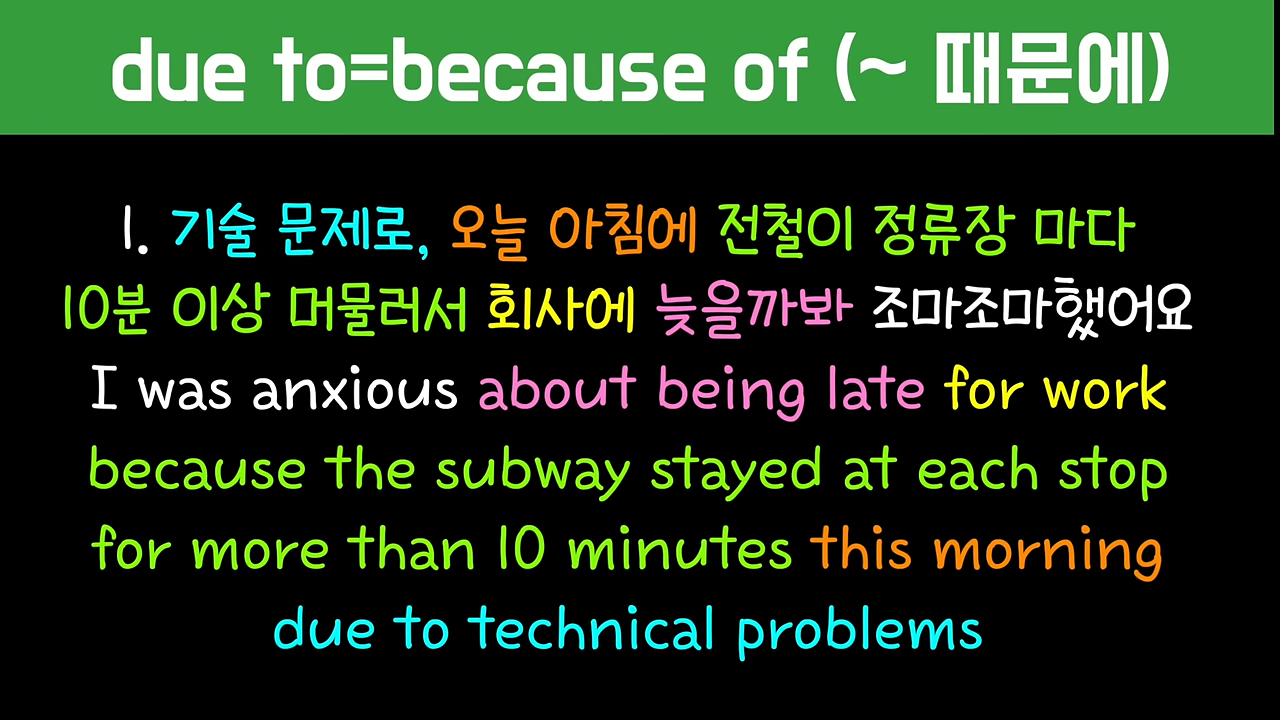 due to=because of (~ 때문에)
1. 기술 문제로, 오늘 아침에 전철이 정류장 마다
10분 이상 머물러서 회사에 늦을까봐 조마조마했어요
I was anxious about being late for work
because the subway stayed at each stop
for more than 10 minutes this morning
due to technical problems